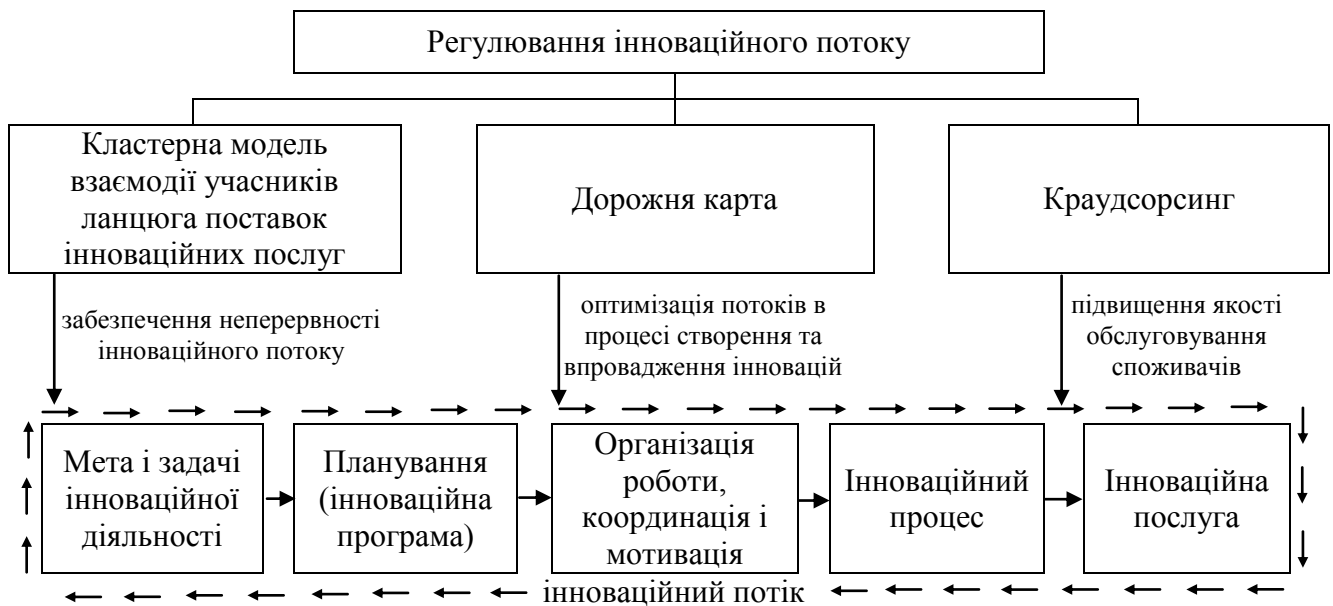 Регулювання інноваційного потоку
Кластерна модель
взаємодії учасників
ланцюга поставок
інноваційних послуг
Дорожня карта
Краудсорсинг
забезпечення неперервності
інноваційного потоку
оптимізація потоків в
процесі створення та
впровадження інновацій
підвищення якості
обслуговування
споживачів
Мета і задачі
інноваційної
діяльності
Планування
(інноваційна
програма)
Організація
роботи,
координація і
мотивація
Інноваційний
процес
Інноваційна
послуга
інноваційний потік